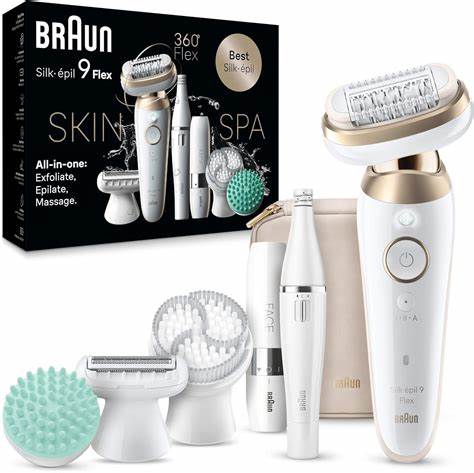 BRAUN
Silk·épil 9 Flex
360°
Flex
Best
Silk·épil
SKIN SPA
All-in-one:
Exfoliate,
Epilate,
Massage.
FACE
BRAUN
BRAUN
BRAUN
Silk·épil 9
Flex
BRAUN